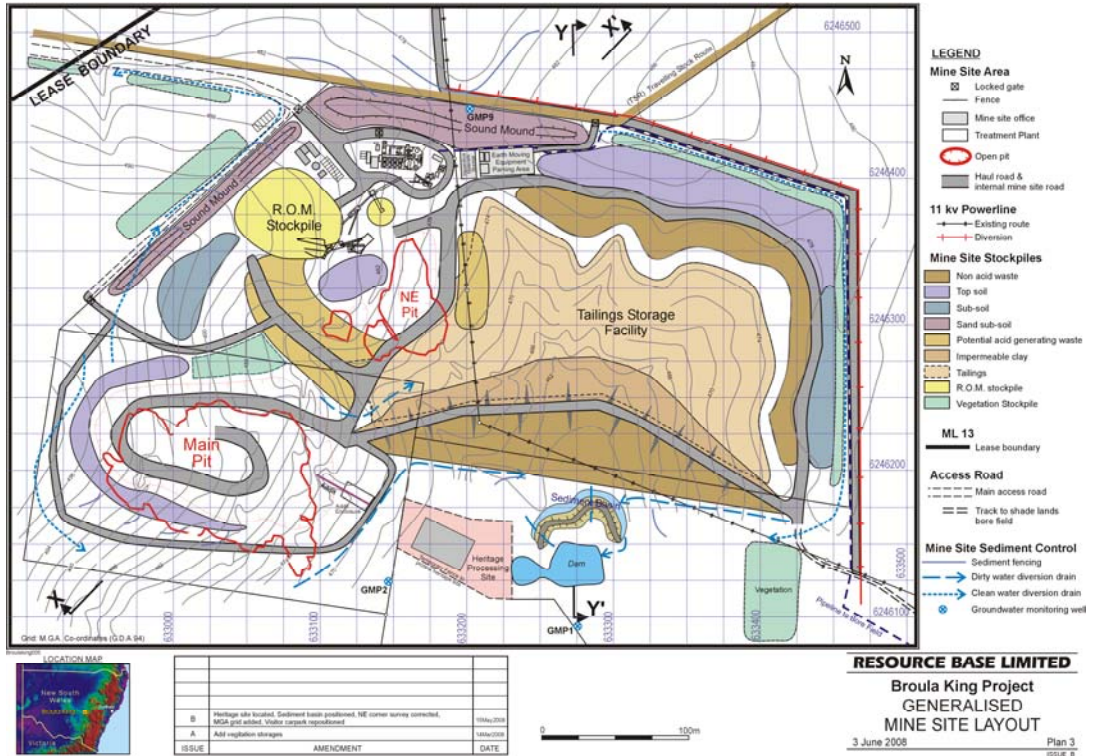 6246500
Y
X'
LEASE BOUNDARY
(TSR) Travelling Stock Route
N
GMP9
Sound Mound
Earth Moving
Equipment
Parking Area
6246400
Sound Mound
R.O.M.
Stockpile
NE
Pit
Tailings Storage
Facility
6246300
Main
Pit
6246200
Sediment Basin
Heritage
Processing
Site
Dam
Vegetation
GMP2
X
Y'
GMP1
Pipeline to Bore Field
633000
633100
633200
633300
633400
633500
6246100
Grid: M.G.A. Co-ordinates (G.D.A 94)
LEGEND
Mine Site Area
Locked gate
Fence
Mine site office
Treatment Plant
Open pit
Haul road &
internal mine site road
11 kv Powerline
Existing route
Diversion
Mine Site Stockpiles
Non acid waste
Top soil
Sub-soil
Sand sub-soil
Potential acid generating waste
Impermeable clay
Tailings
R.O.M. stockpile
Vegetation Stockpile
ML 13
Lease boundary
Access Road
Main access road
Track to shade lands
bore field
Mine Site Sediment Control
Sediment fencing
Dirty water diversion drain
Clean water diversion drain
Groundwater monitoring well
LOCATION MAP
New South
Wales
Victoria
B Heritage site located, Sediment basin positioned, NE corner survey corrected,
MGA grid added, Visitor carpark repositioned
A Add vegitation storages
ISSUE AMENDMENT DATE
0 100m
RESOURCE BASE LIMITED
Broula King Project
GENERALISED
MINE SITE LAYOUT
3 June 2008 Plan 3
ISSUE B